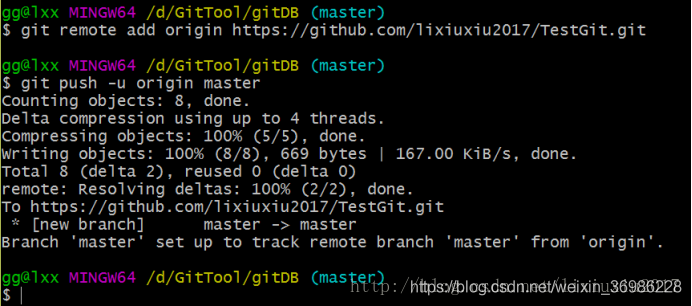 gg@lxx MINGW64 /d/GitTool/gitDB (master)
$ git remote add origin https://github.com/lixiuxiu2017/TestGit.git
gg@lxx MINGW64 /d/GitTool/gitDB (master)
$ git push -u origin master
Counting objects: 8, done.
Delta compression using up to 4 threads.
Compressing objects: 100% (5/5), done.
Writing objects: 100% (8/8), 669 bytes | 167.00 KiB/s, done.
Total 8 (delta 2), reused 0 (delta 0)
remote: Resolving deltas: 100% (2/2), done.
To https://github.com/lixiuxiu2017/TestGit.git
 * [new branch]      master -> master
Branch 'master' set up to track remote branch 'master' from 'origin'.
gg@lxx MINGW64 /d/GitTool/gitDB (master)
$
https://blog.csdn.net/weixin_36986228